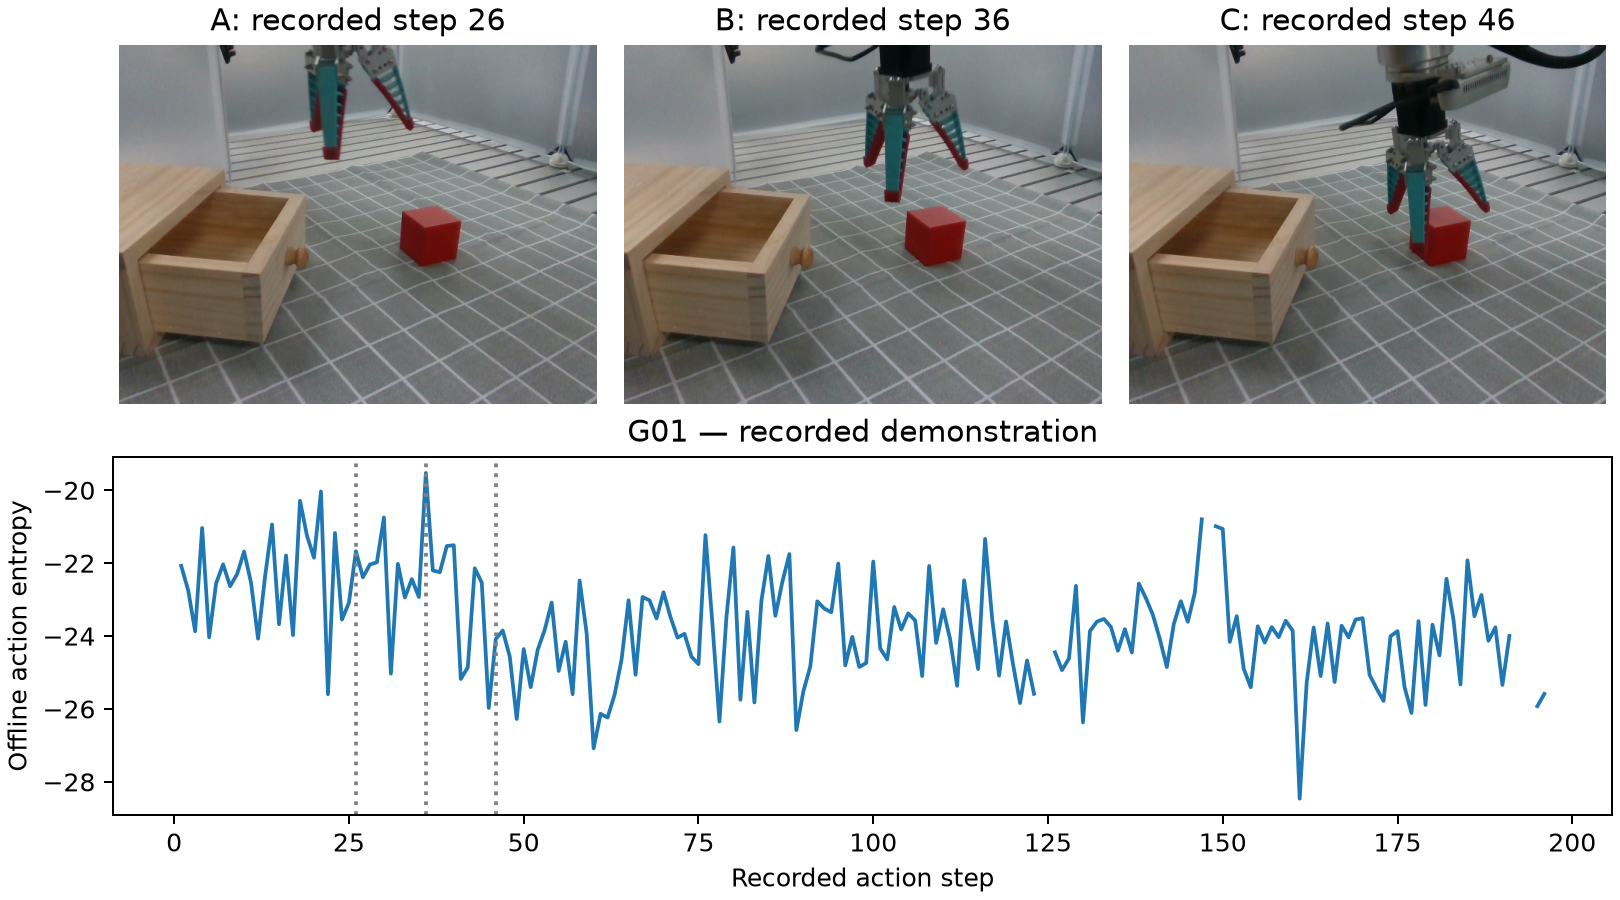 A: recorded step 26
B: recorded step 36
C: recorded step 46
G01 — recorded demonstration
Offline action entropy
−20
−22
−24
−26
−28
0
25
50
75
100
125
150
175
200
Recorded action step